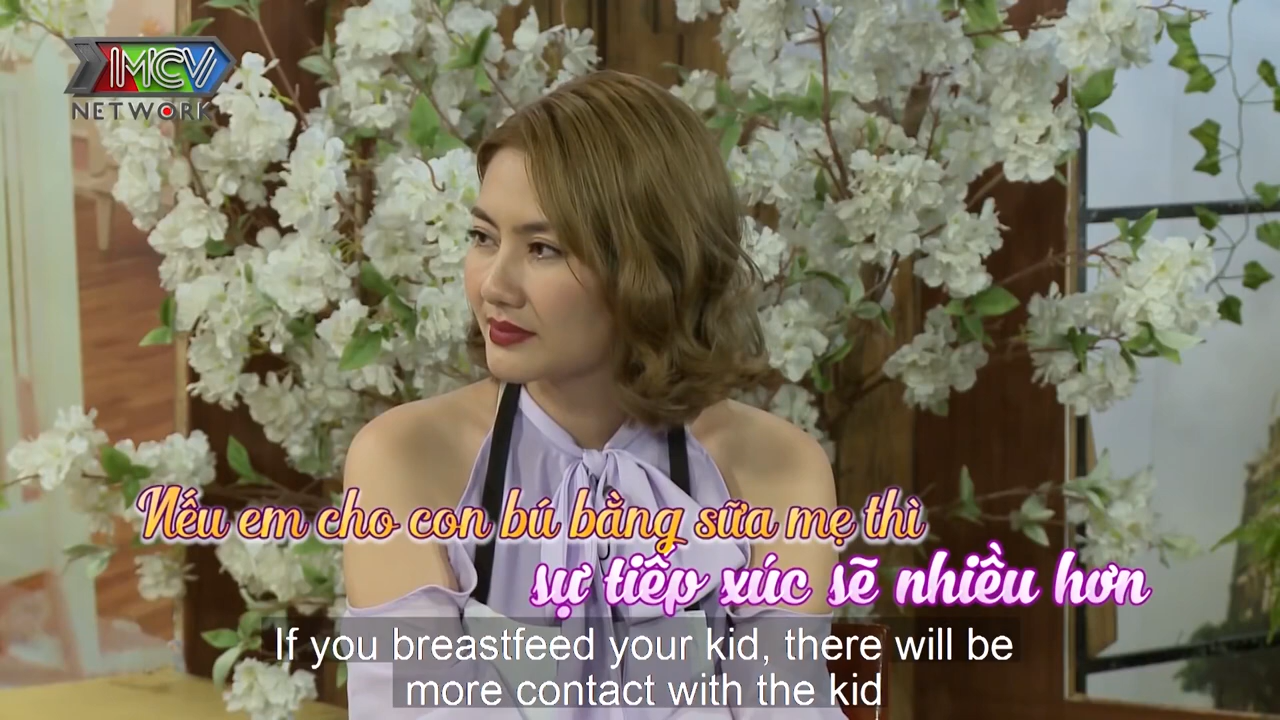 MCV
NETWORK
Nếu em cho con bú bằng sữa mẹ thì
sự tiếp xúc sẽ nhiều hơn
If you breastfeed your kid, there will be
more contact with the kid